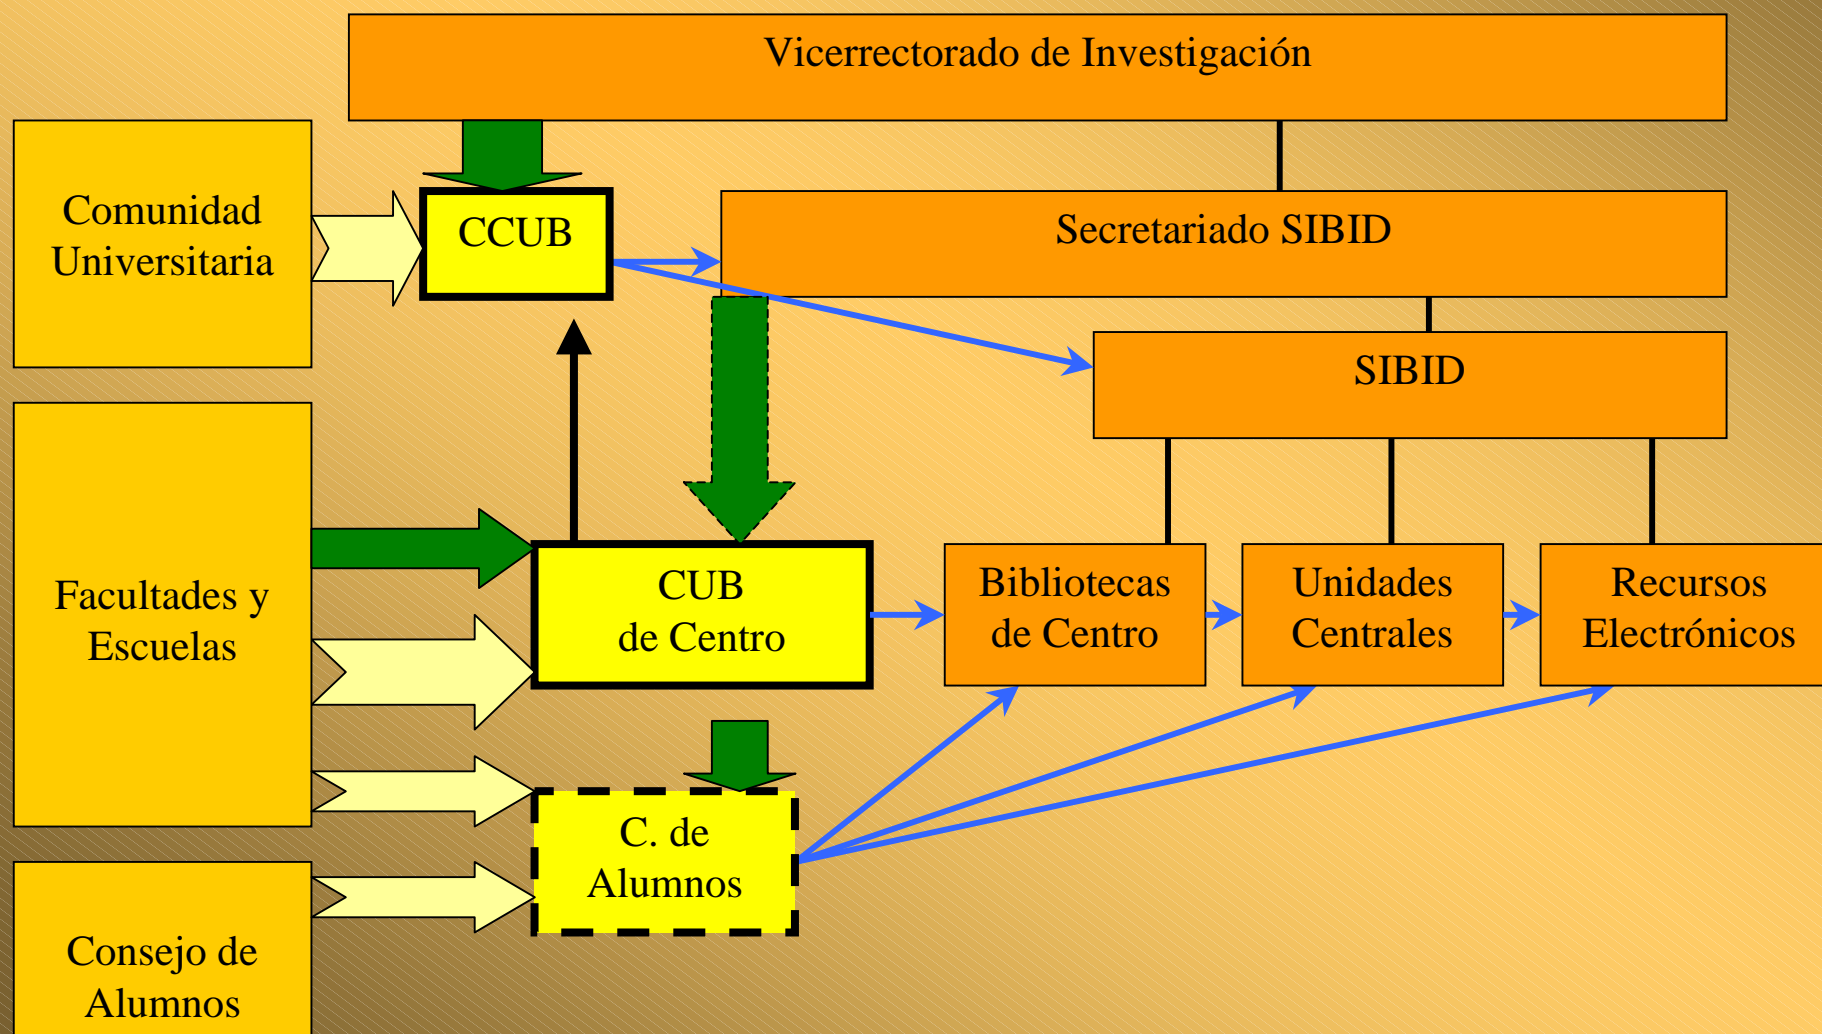 Vicerrectorado de Investigación
Comunidad
Universitaria
CCUB
Secretariado SIBID
SIBID
Facultades y
Escuelas
CUB
de Centro
Bibliotecas
de Centro
Unidades
Centrales
Recursos
Electrónicos
C. de
Alumnos
Consejo de
Alumnos